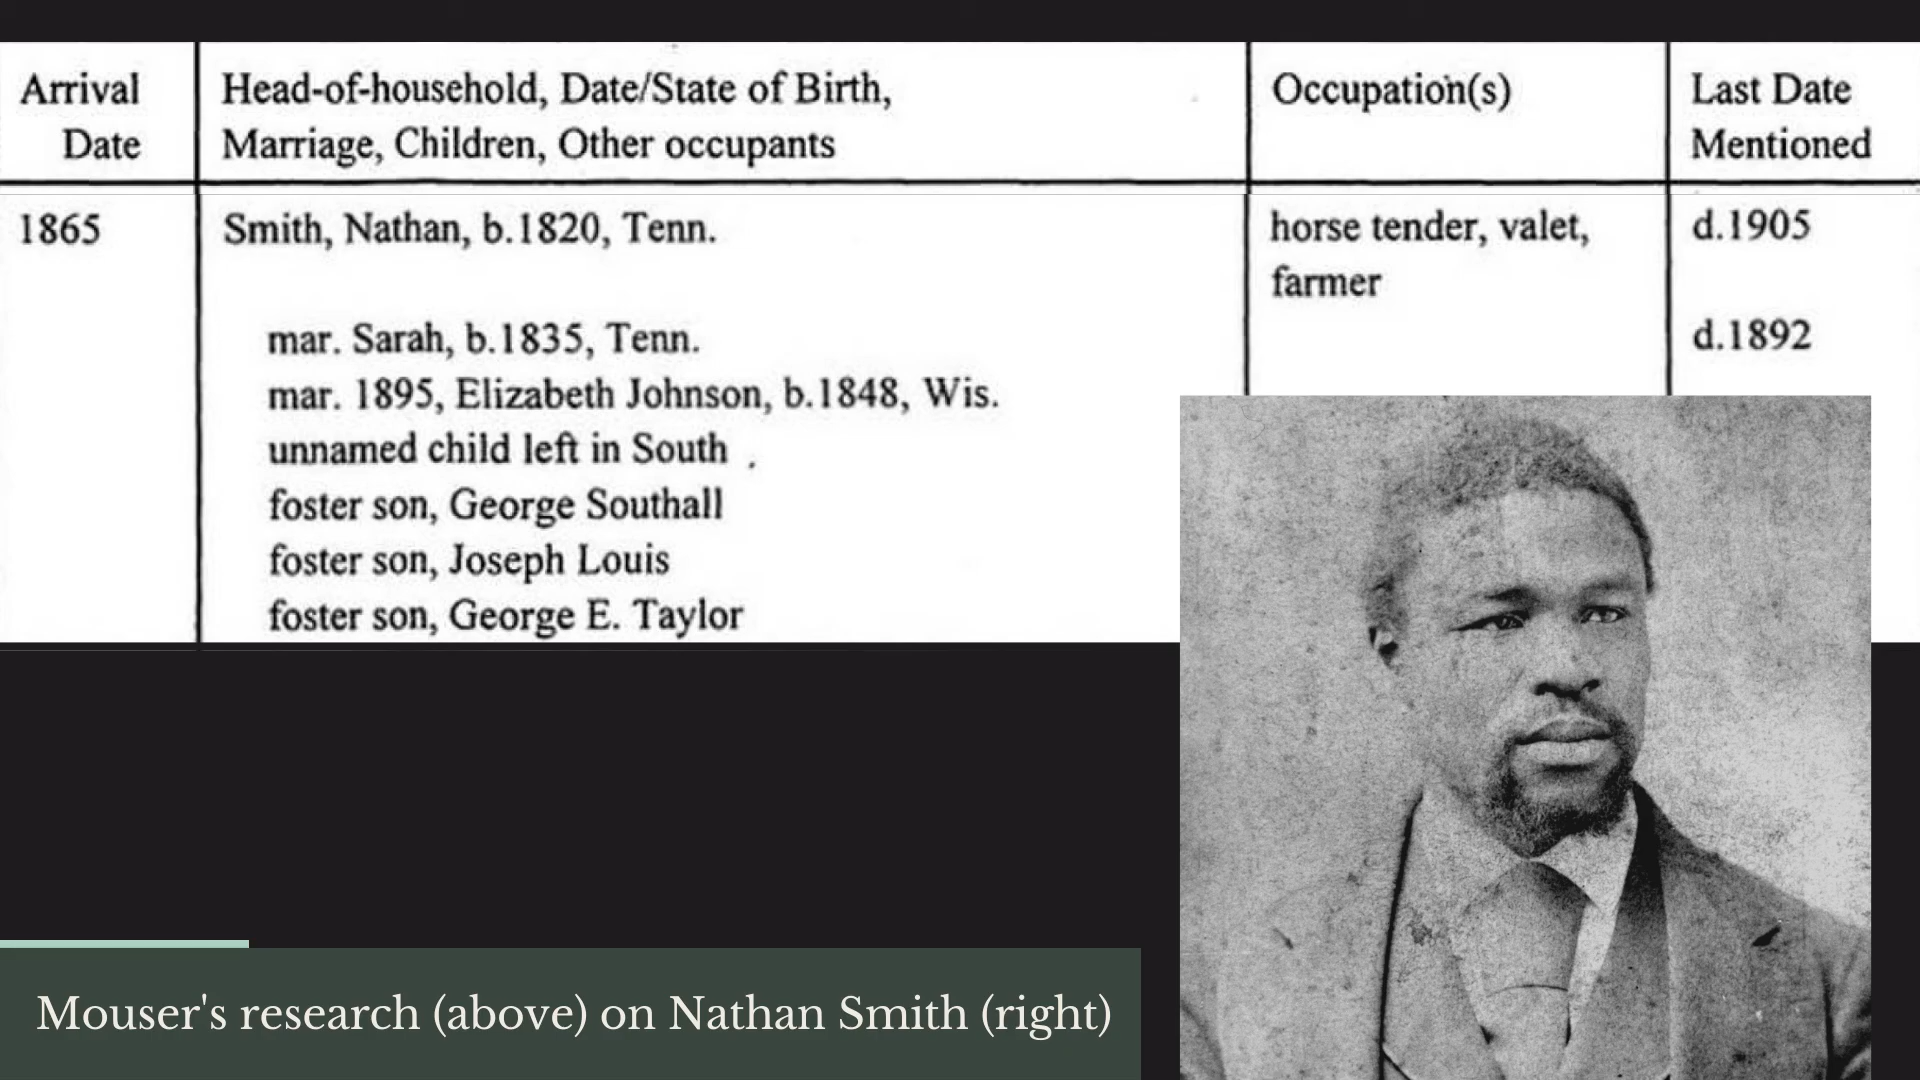 Arrival Date
Head-of-household, Date/State of Birth,
Marriage, Children, Other occupants
Occupation(s)
Last Date
Mentioned
1865
Smith, Nathan, b.1820, Tenn.
horse tender, valet,
farmer
d.1905
mar. Sarah, b.1835, Tenn.
d.1892
mar. 1895, Elizabeth Johnson, b.1848, Wis.
unnamed child left in South
foster son, George Southall
foster son, Joseph Louis
foster son, George E. Taylor
Mouser's research (above) on Nathan Smith (right)